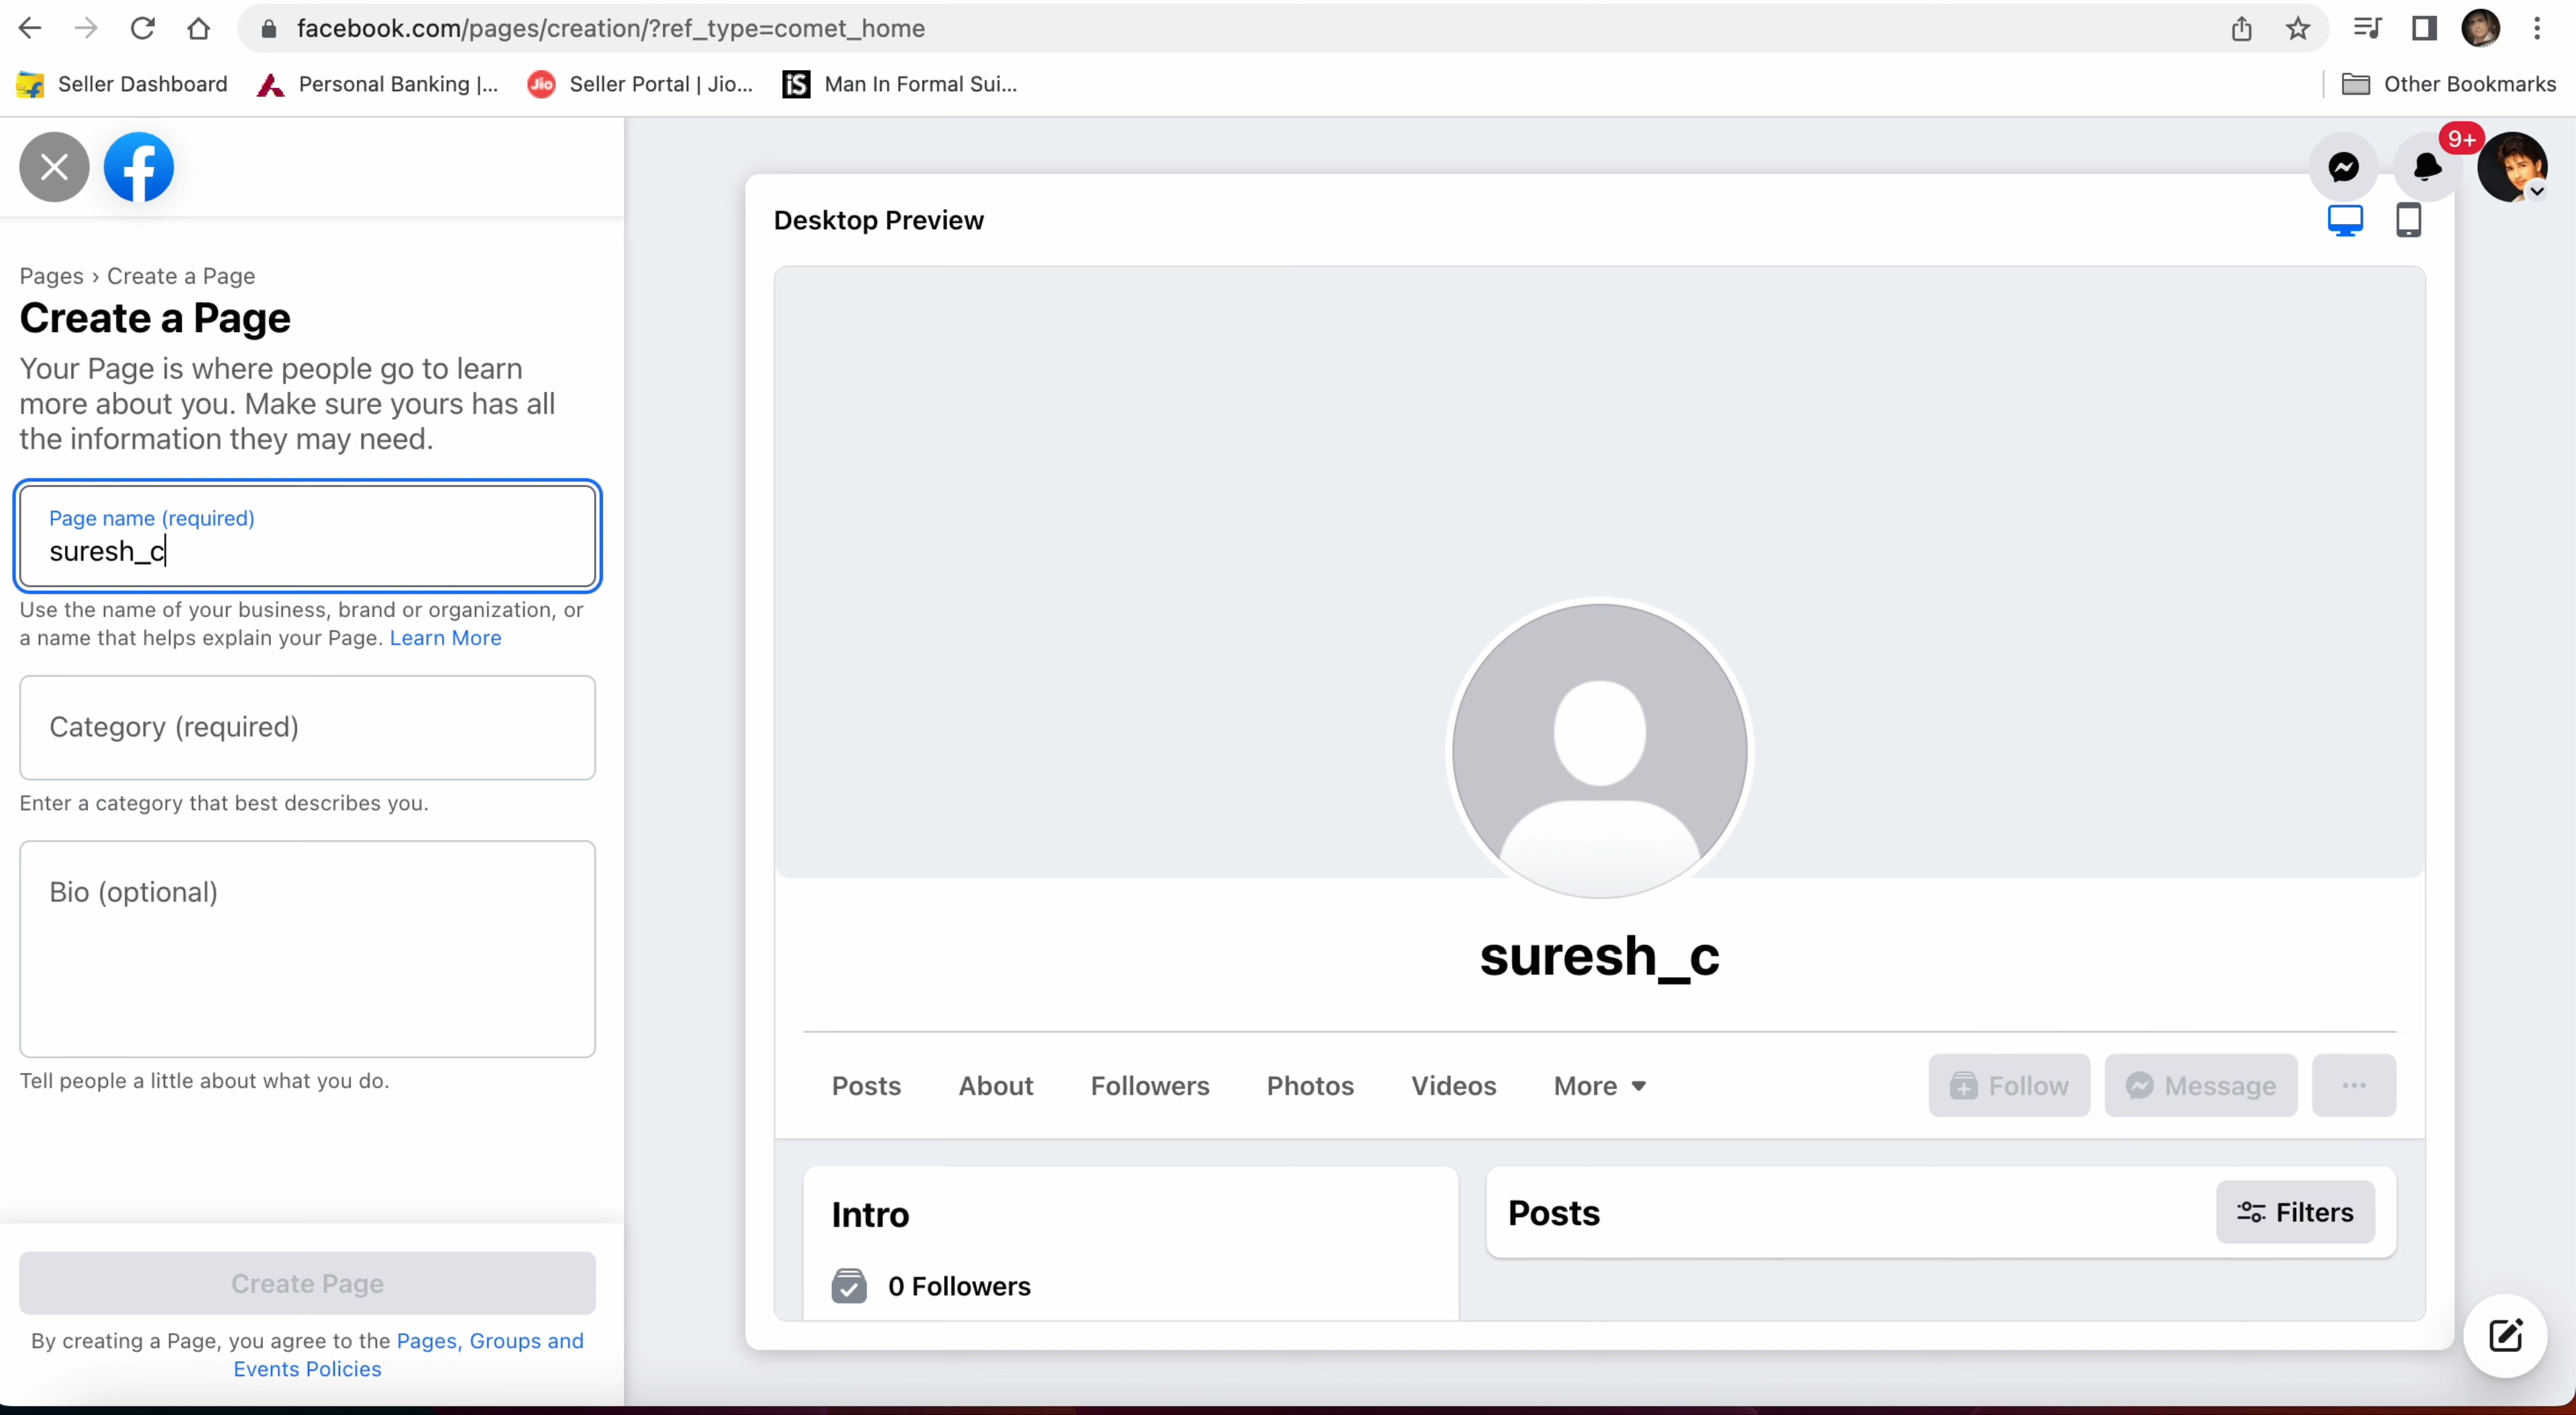 facebook.com/pages/creation/?ref_type=comet_home
Seller Dashboard
Personal Banking |...
Jio
Seller Portal | Jio...
iS
Man In Formal Sui...
Other Bookmarks
9+
Pages › Create a Page
Create a Page
Your Page is where people go to learn
more about you. Make sure yours has all
the information they may need.
Page name (required)
suresh_c
Use the name of your business, brand or organization, or
a name that helps explain your Page. Learn More
Category (required)
Enter a category that best describes you.
Bio (optional)
Tell people a little about what you do.
Create Page
By creating a Page, you agree to the Pages, Groups and
Events Policies
Desktop Preview
suresh_c
Posts About Followers Photos Videos More
Follow
Message
Intro
0 Followers
Posts
Filters